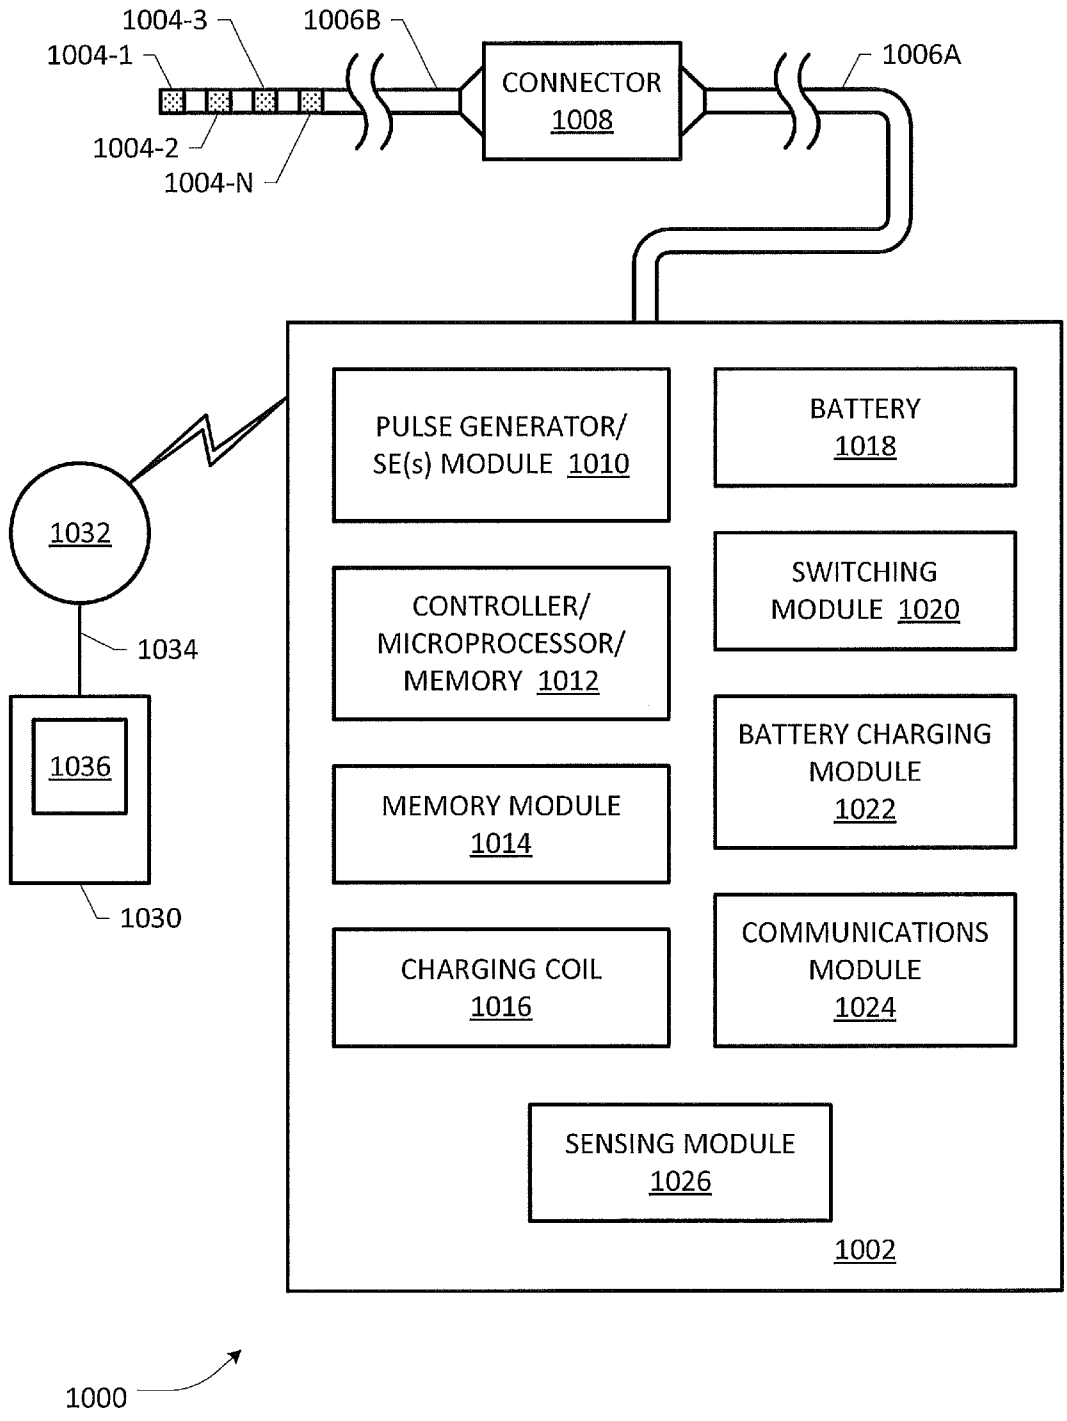 1004-3
1006B
1004-1
1006A
CONNECTOR
1008
1004-2
1004-N
PULSE GENERATOR/
SE(s) MODULE 1010
BATTERY
1018
1032
SWITCHING
MODULE 1020
CONTROLLER/
MICROPROCESSOR/
MEMORY 1012
1034
BATTERY CHARGING
MODULE
1022
1036
MEMORY MODULE
1014
1030
COMMUNICATIONS
MODULE
1024
CHARGING COIL
1016
SENSING MODULE
1026
1002
1000